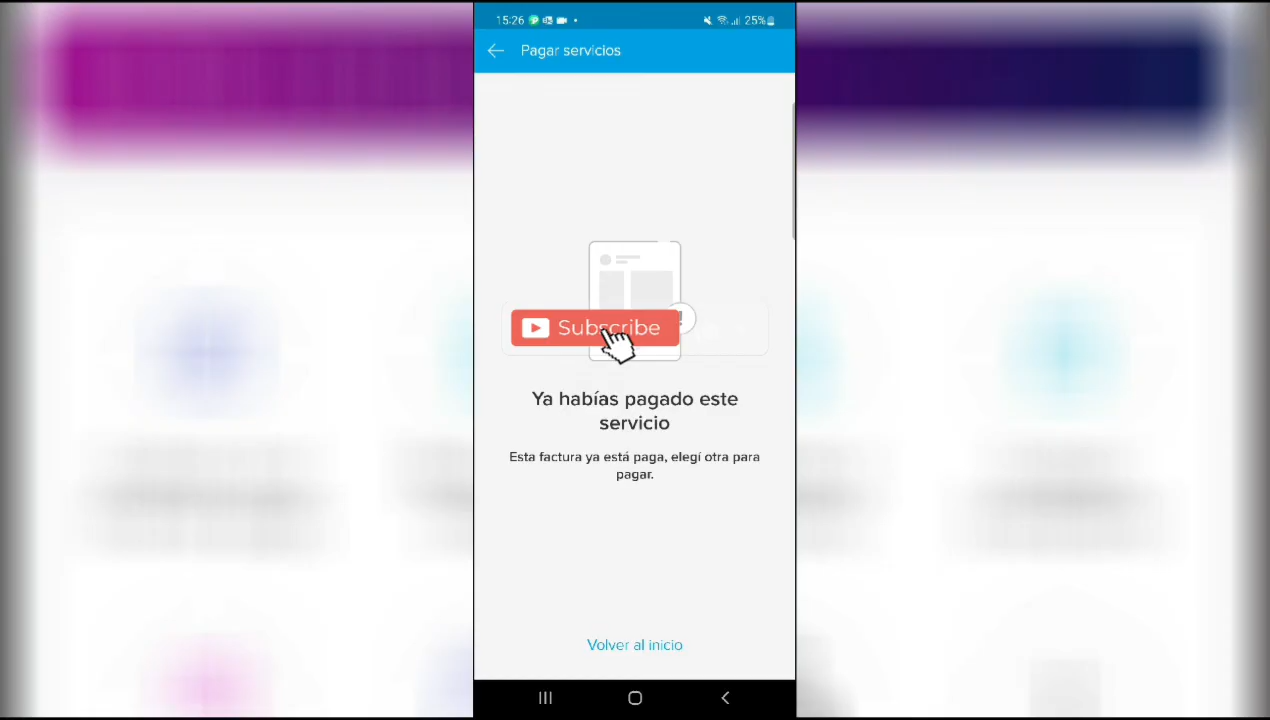 15:26
25%
Pagar servicios
Subscribe
!
Ya habías pagado este
servicio
Esta factura ya está paga, elegí otra para
pagar.
Volver al inicio